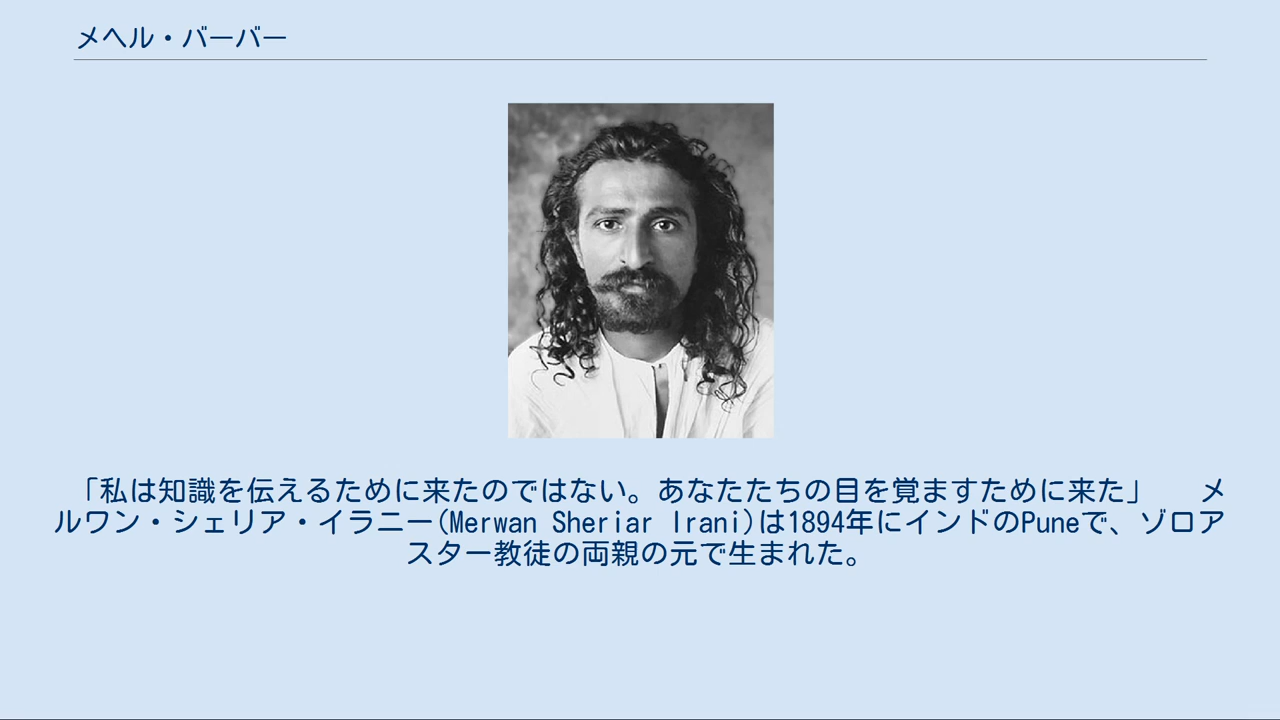 メヘル・バーバー
「私は知識を伝えるために来たのではない。あなたたちの目を覚ますために来た」　　メ
ルワン・シェリア・イラニー(Merwan Sheriar Irani)は1894年にインドのPuneで、ゾロア
スター教徒の両親の元で生まれた。